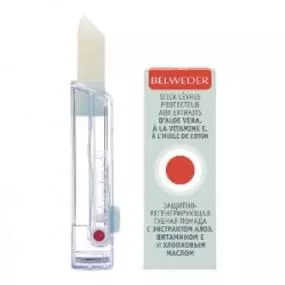 BELWEDER
STICK LÈVRES
PROTECTEUR
AUX EXTRAITS
D'ALOE VERA,
À LA VITAMINE E,
À L'HUILE DE COTON
ЗАЩИТНО-
РЕГЕНЕРИРУЮЩАЯ
ГУБНАЯ ПОМАДА
С ЭКСТРАКТОМ АЛОЭ,
ВИТАМИНОМ Е
И ХЛОПКОВЫМ
МАСЛОМ